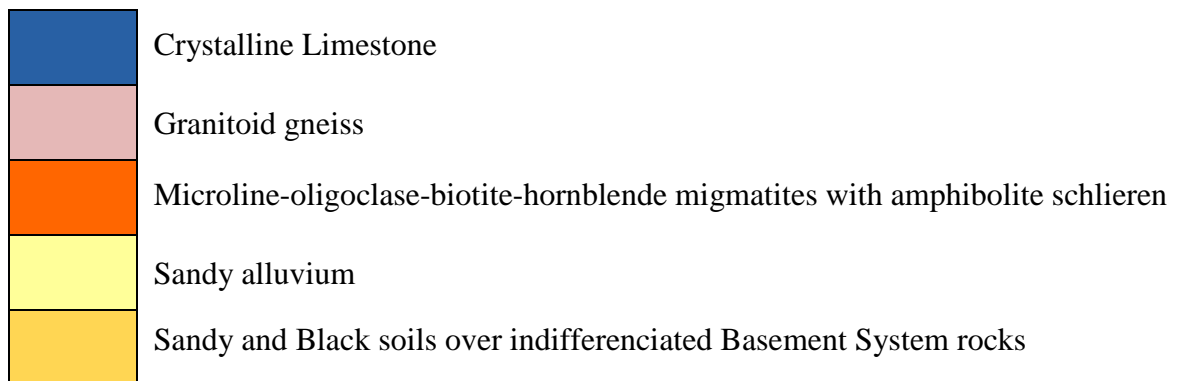 Crystalline Limestone
Granitoid gneiss
Microline-oligoclase-biotite-hornblende migmatites with amphibolite schlieren
Sandy alluvium
Sandy and Black soils over indifferenciated Basement System rocks